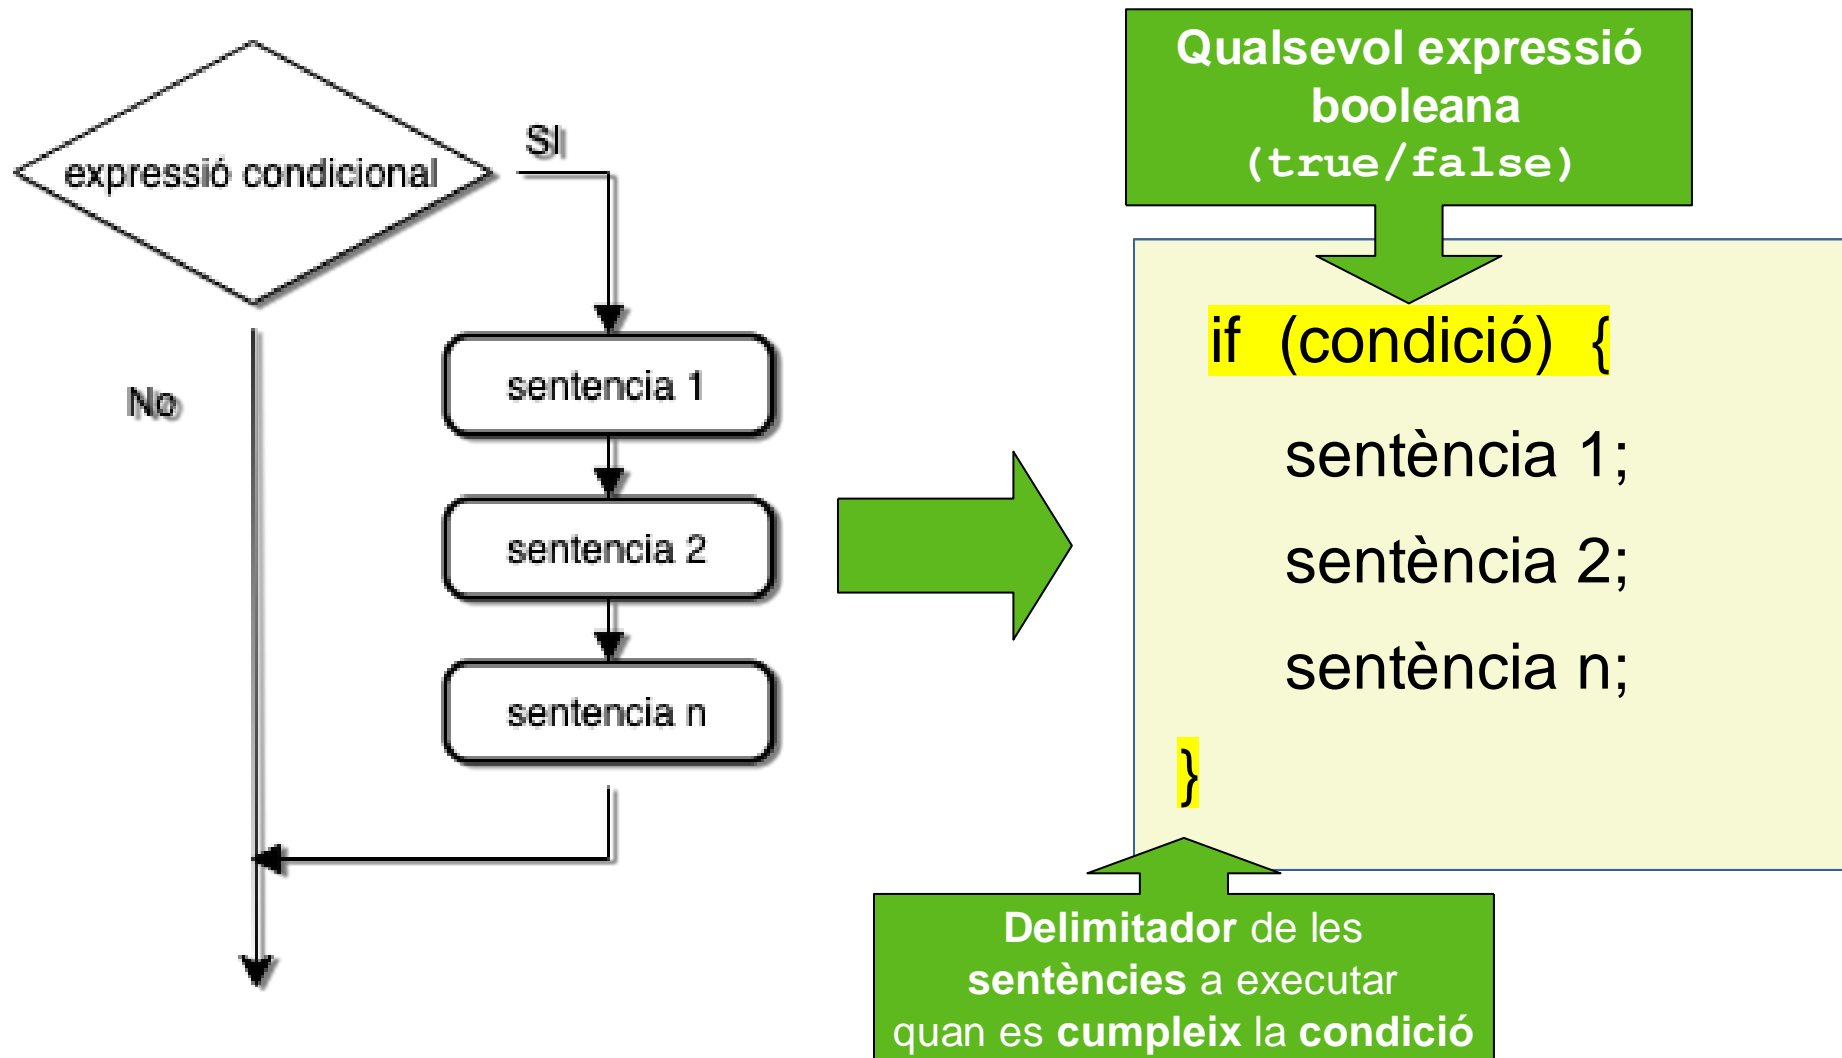 expressió condicional
SI
No
sentencia 1
sentencia 2
sentencia n
Qualsevol expressió
booleana
(true/false)
if (condició) {
sentència 1;
sentència 2;
sentència n;
}
Delimitador de les
sentències a executar
quan es cumpleix la condició